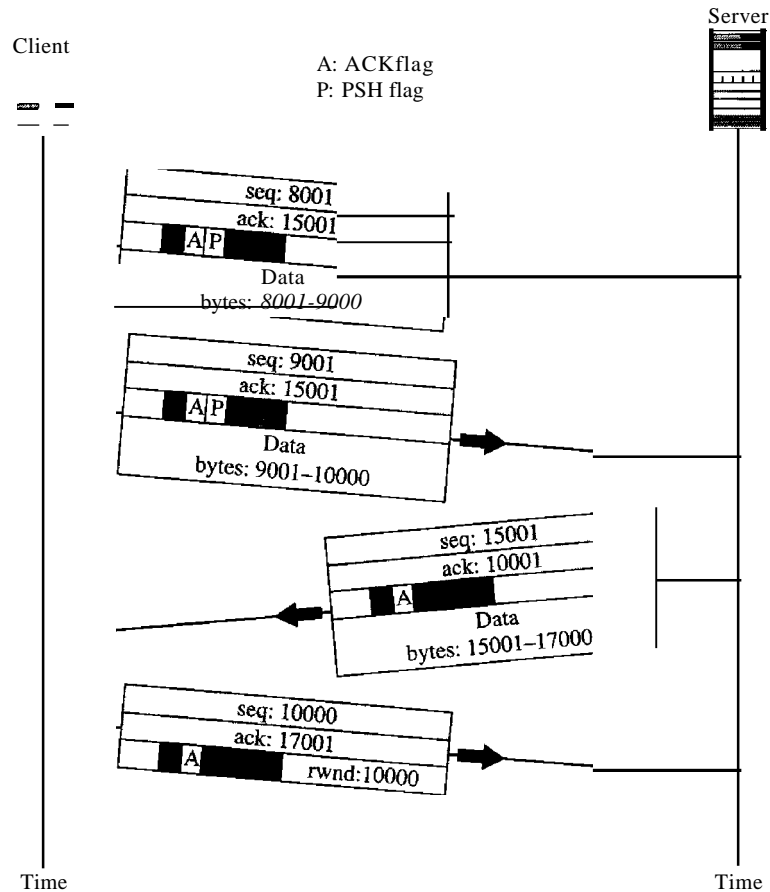 Server
Client
A: ACKflag
P: PSH flag
seq: 8001
ack: 15001
A P
Data
bytes: 8001-9000
seq: 9001
ack: 15001
A P
Data
bytes: 9001–10000
seq: 15001
ack: 10001
A
Data
bytes: 15001–17000
seq: 10000
ack: 17001
A
rwnd:10000
Time
Time